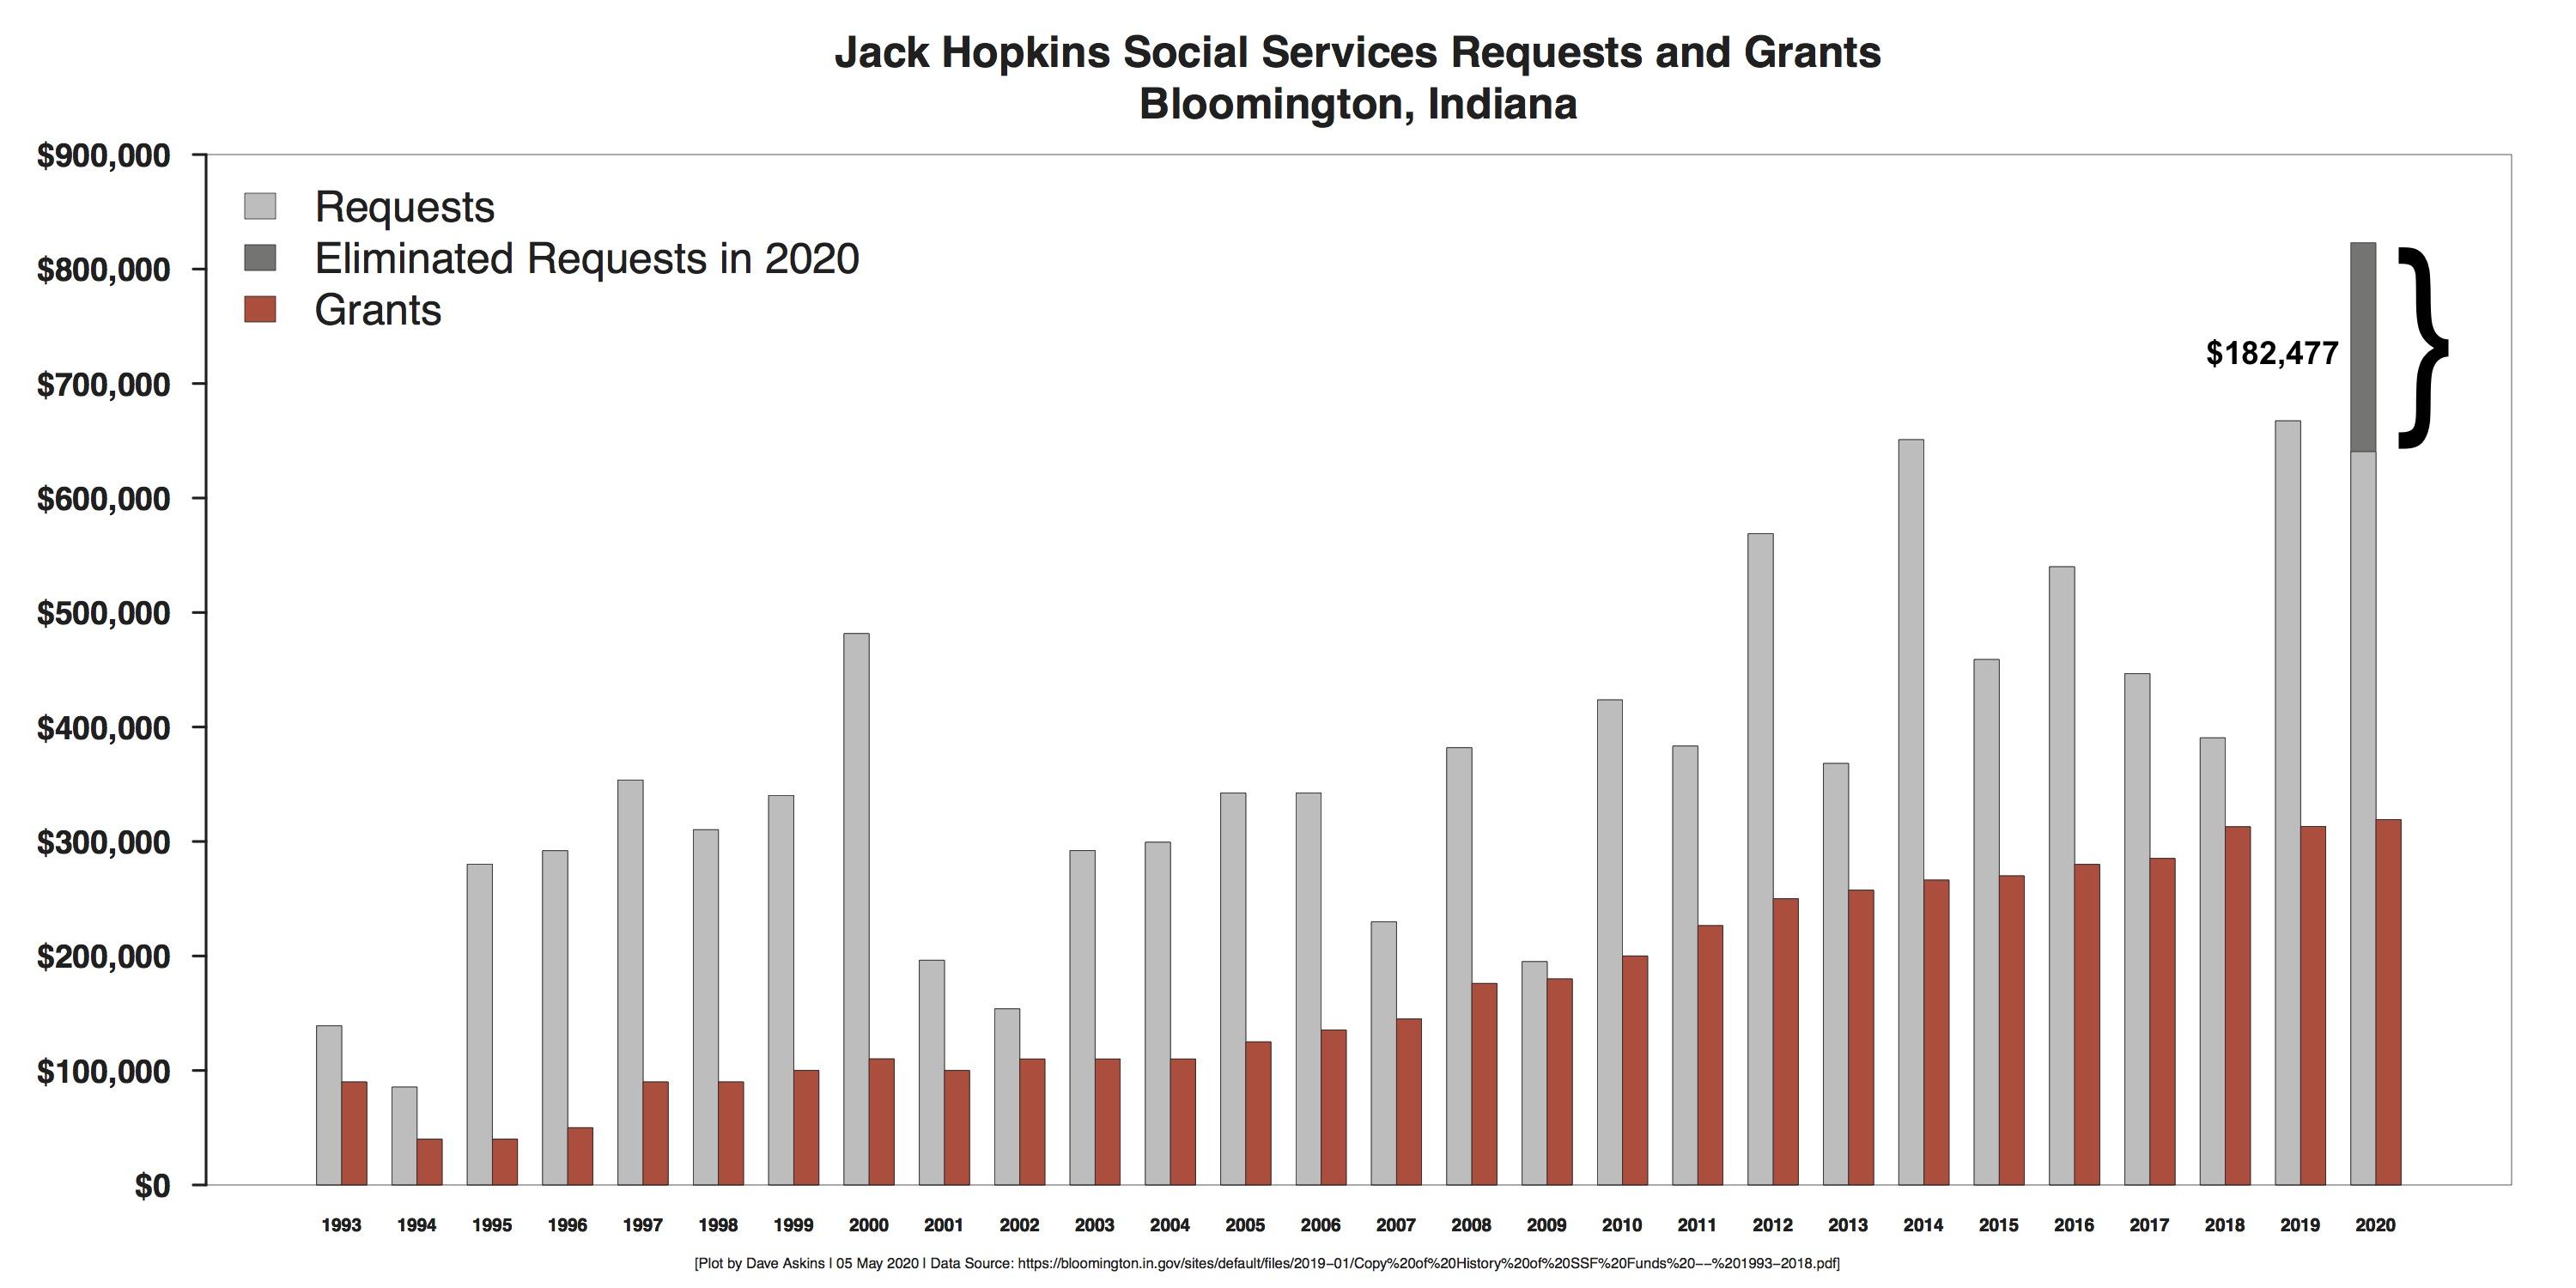 Jack Hopkins Social Services Requests and Grants
Bloomington, Indiana
$900,000
$800,000
$700,000
$600,000
$500,000
$400,000
$300,000
$200,000
$100,000
$0
Requests
Eliminated Requests in 2020
Grants
$182,477
}
1993 1994 1995 1996 1997 1998 1999 2000 2001 2002 2003 2004 2005 2006 2007 2008 2009 2010 2011 2012 2013 2014 2015 2016 2017 2018 2019 2020
[Plot by Dave Askins | 05 May 2020 | Data Source: https://bloomington.in.gov/sites/default/files/2019−01/Copy%20of%20History%20of%20SSF%20Funds%20−−%201993−2018.pdf]